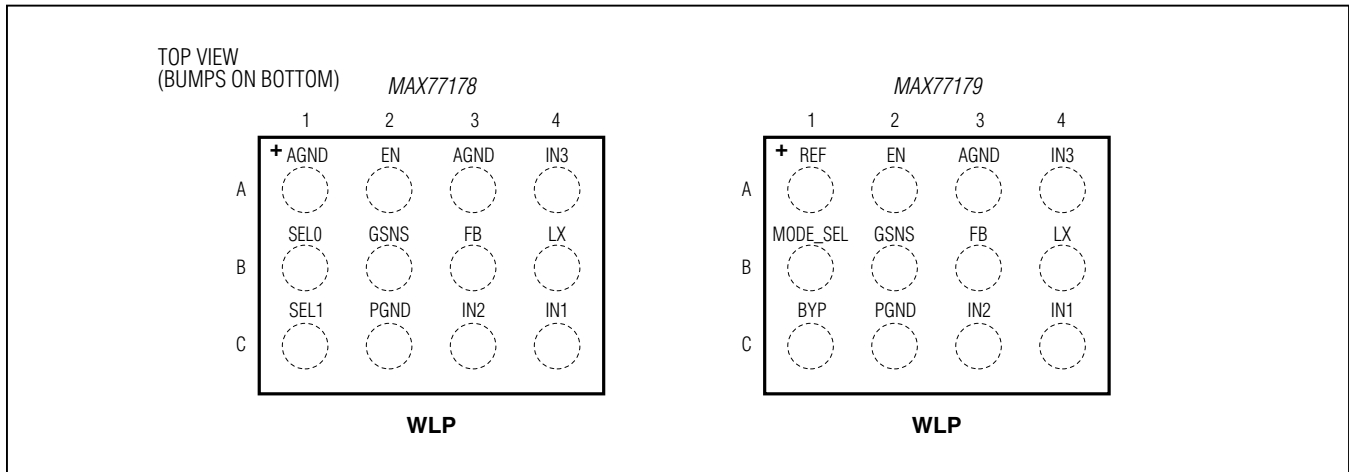 TOP VIEW
(BUMPS ON BOTTOM)
MAX77178
1 2 3 4
+ AGND EN AGND IN3
A
SEL0 GSNS FB LX
B
SEL1 PGND IN2 IN1
C
WLP
MAX77179
1 2 3 4
+ REF EN AGND IN3
A
MODE_SEL GSNS FB LX
B
BYP PGND IN2 IN1
C
WLP